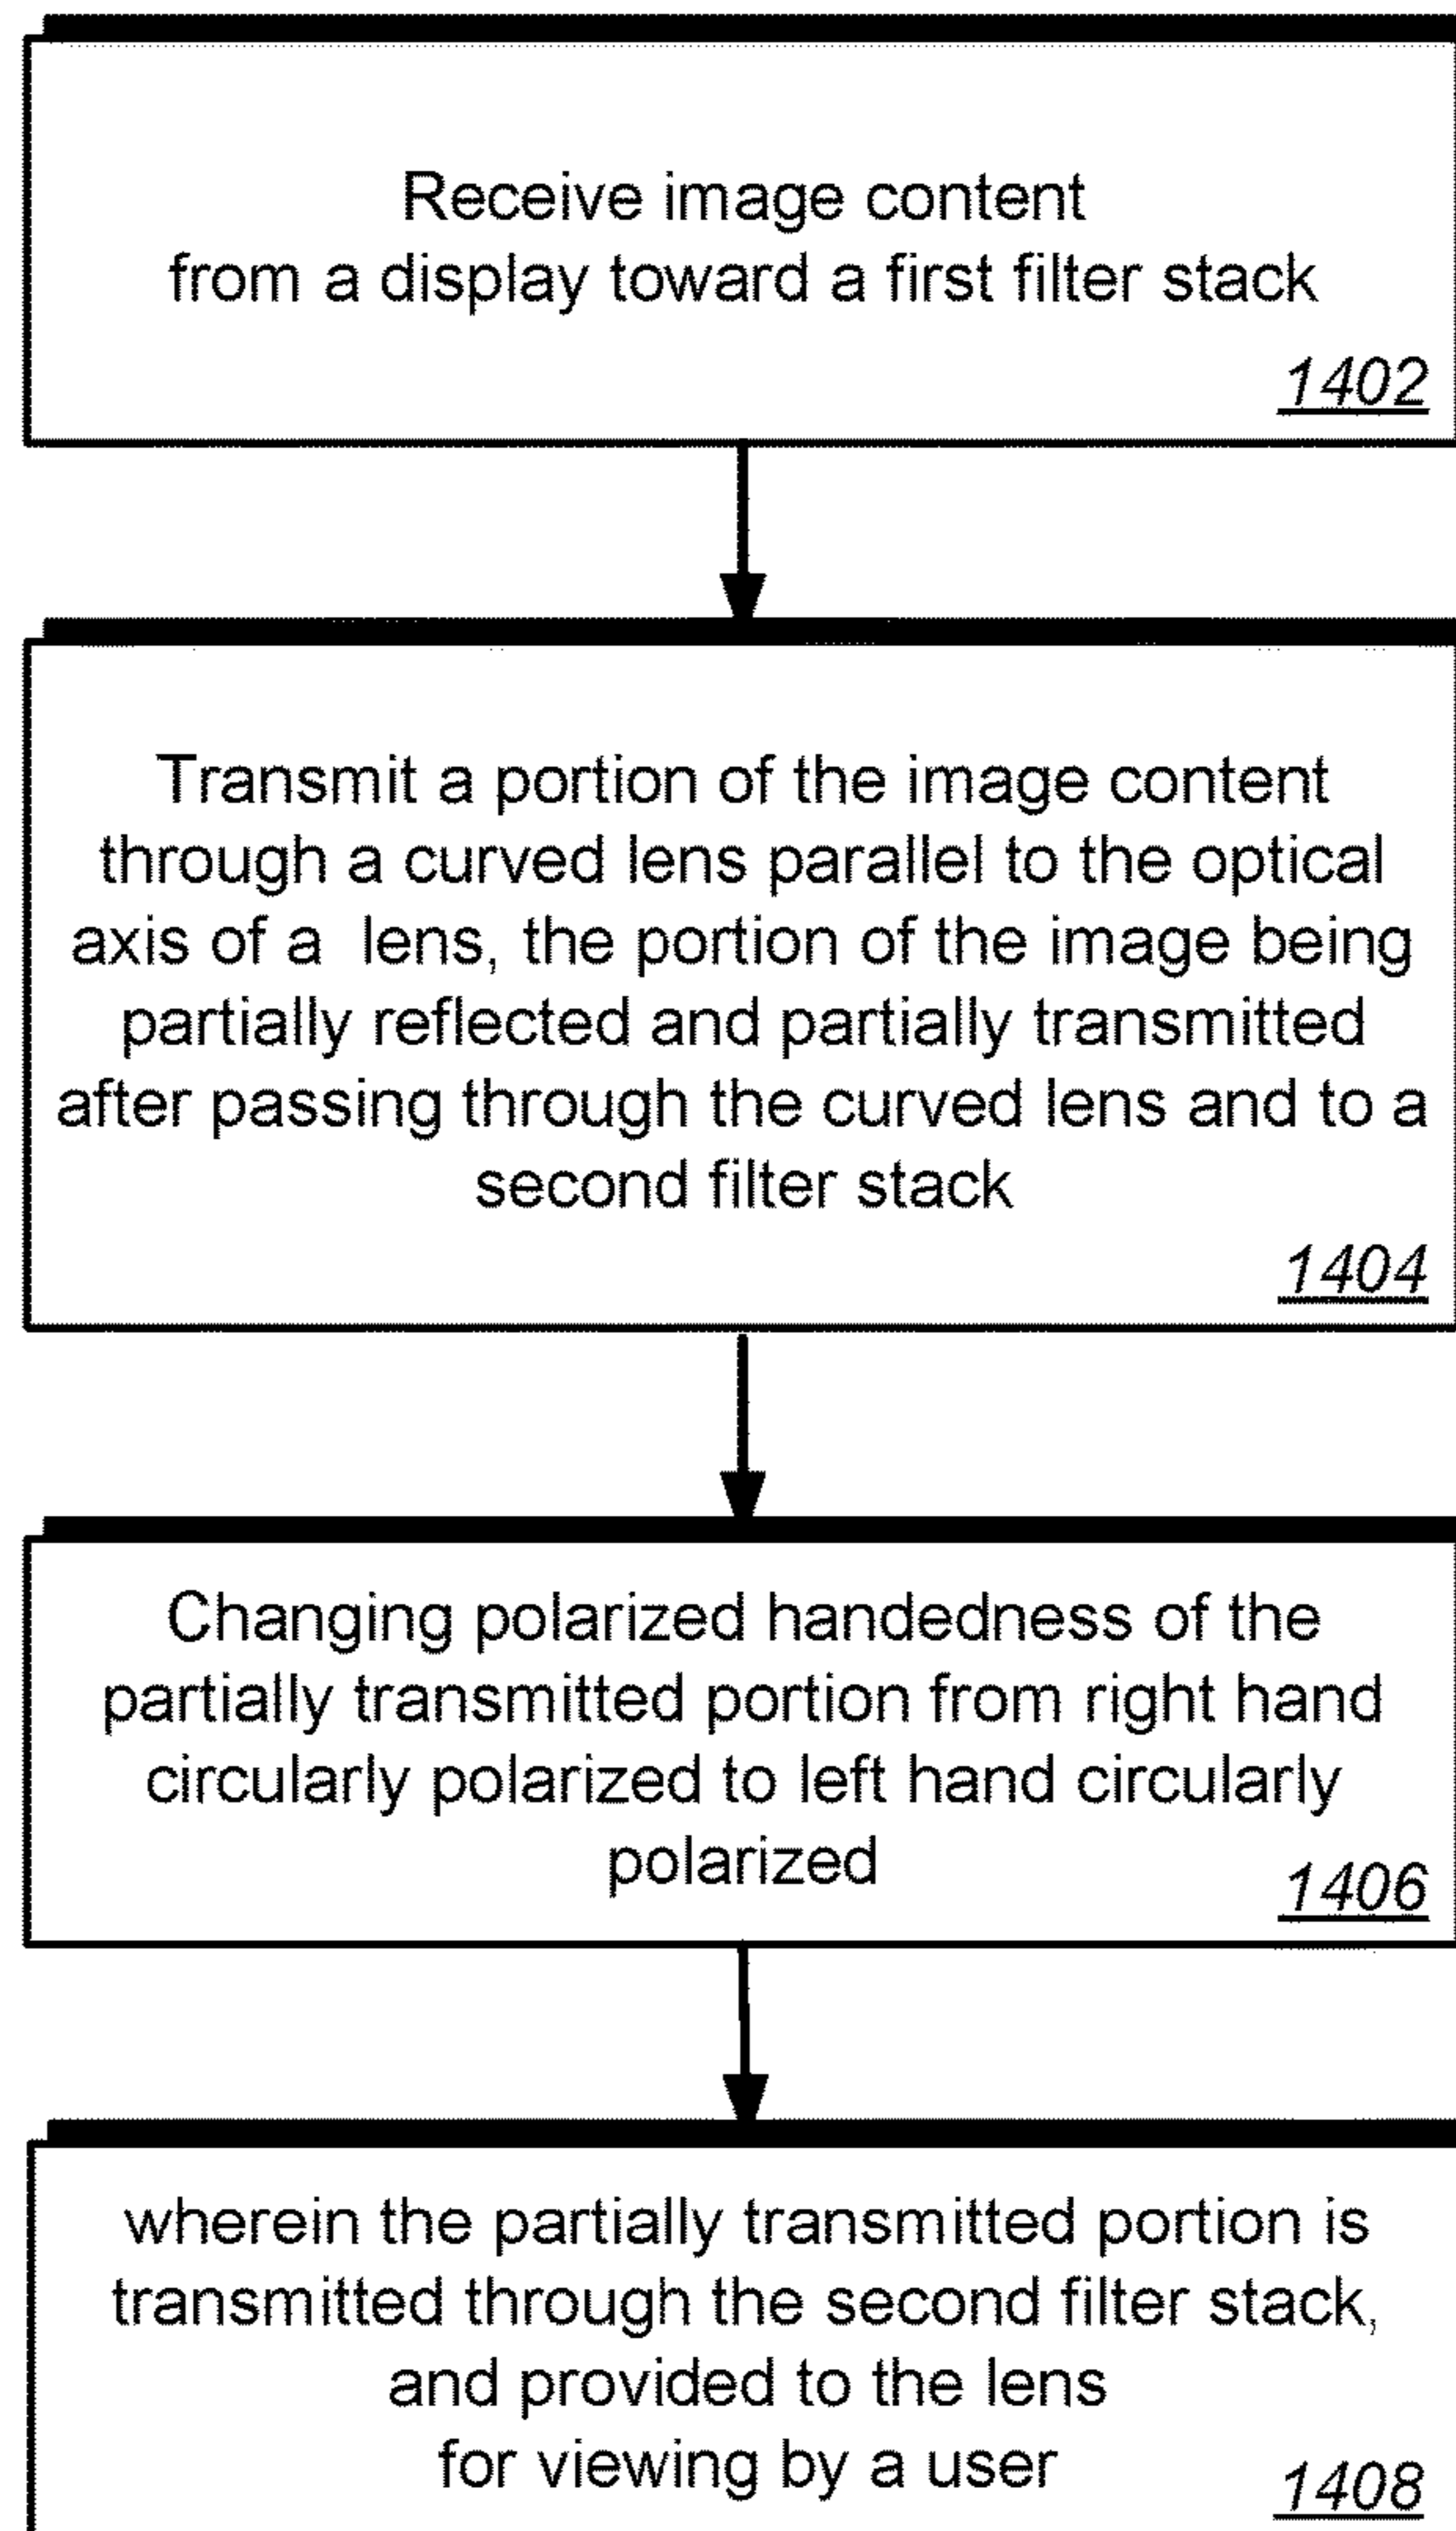 Receive image content
from a display toward a first filter stack
1402
Transmit a portion of the image content
through a curved lens parallel to the optical
axis of a lens, the portion of the image being
partially reflected and partially transmitted
after passing through the curved lens and to a
second filter stack
1404
Changing polarized handedness of the
partially transmitted portion from right hand
circularly polarized to left hand circularly
polarized
1406
wherein the partially transmitted portion is
transmitted through the second filter stack,
and provided to the lens
for viewing by a user
1408